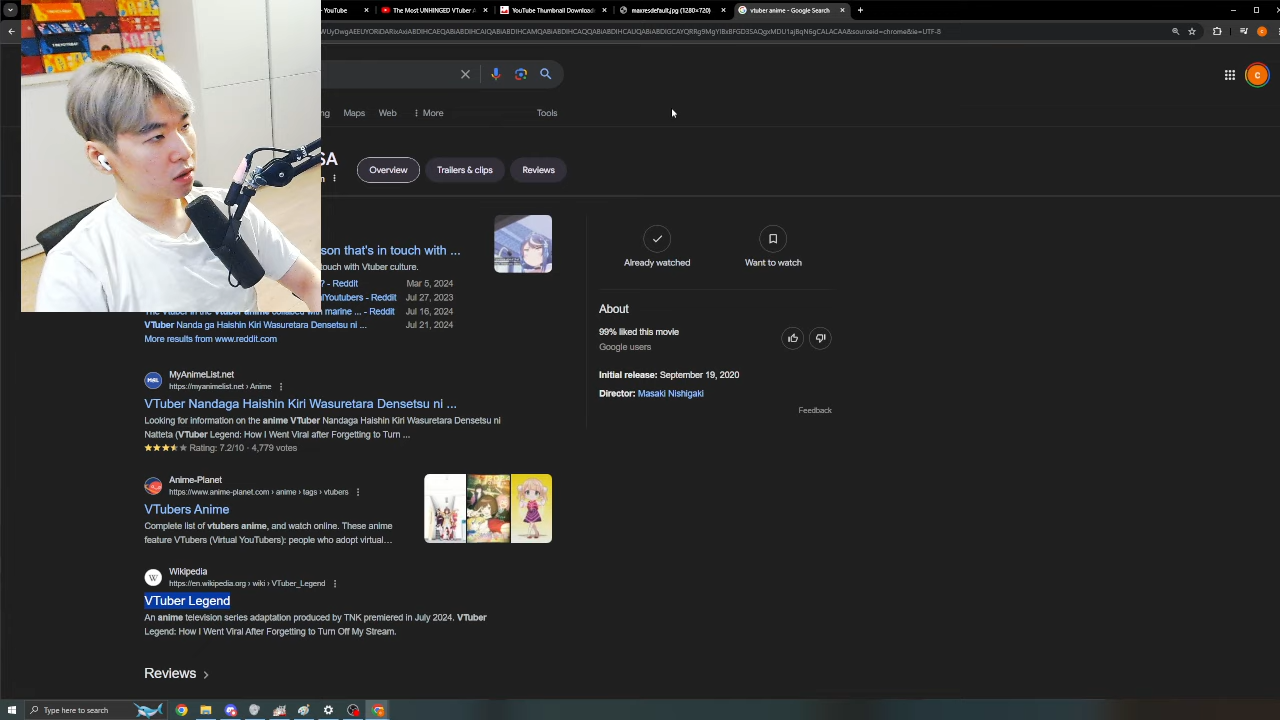 YouTube
The Most UNHINGED VTuber A
YouTube Thumbnail Download
maxresdefault.jpg (1280×720)
vtuber anime - Google Search
ng
Maps
Web
More
Tools
SA
Overview
Trailers & clips
Reviews
C
son that's in touch with ...
touch with Vtuber culture.
? - Reddit
Mar 5, 2024
alYoutubers - Reddit
Jul 27, 2023
The vtuber in the Vtuber anime collabed with marine ... - Reddit
Jul 16, 2024
VTuber Nanda ga Haishin Kiri Wasuretara Densetsu ni ...
Jul 21, 2024
More results from www.reddit.com
Already watched
Want to watch
About
99% liked this movie
Google users
Initial release: September 19, 2020
Director: Masaki Nishigaki
Feedback
MyAnimeList.net
https://myanimelist.net › Anime
VTuber Nandaga Haishin Kiri Wasuretara Densetsu ni ...
Looking for information on the anime VTuber Nandaga Haishin Kiri Wasuretara Densetsu ni
Natteta (VTuber Legend: How I Went Viral after Forgetting to Turn ...
Rating: 7.2/10 · 4,779 votes
Anime-Planet
https://www.anime-planet.com › anime › tags › vtubers
VTubers Anime
Complete list of vtubers anime, and watch online. These anime
feature VTubers (Virtual YouTubers): people who adopt virtual...
W
Wikipedia
https://en.wikipedia.org › wiki › VTuber_Legend
VTuber Legend
An anime television series adaptation produced by TNK premiered in July 2024. VTuber
Legend: How I Went Viral After Forgetting to Turn Off My Stream.
Reviews
Type here to search